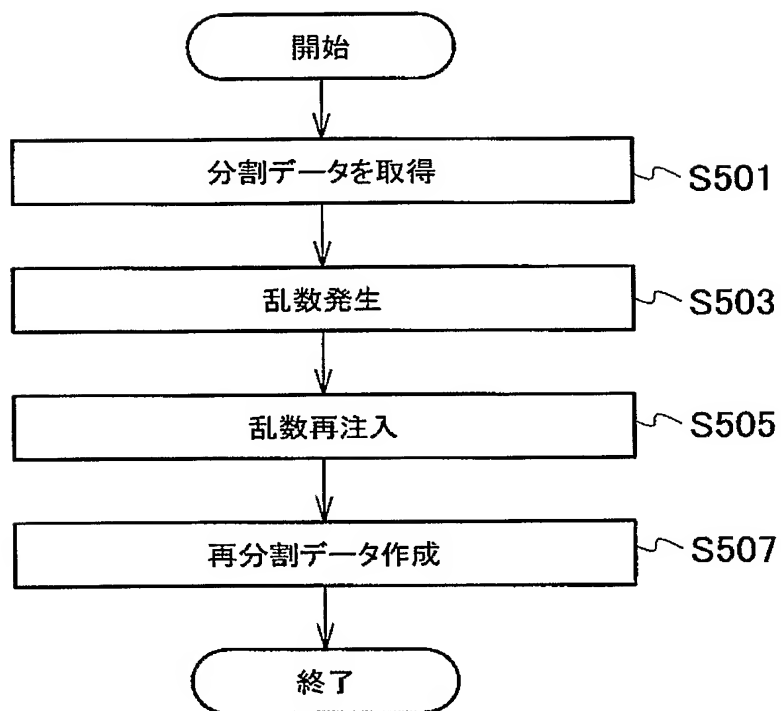 開始
分割データを取得
S501
乱数発生
S503
乱数再注入
S505
再分割データ作成
S507
終了